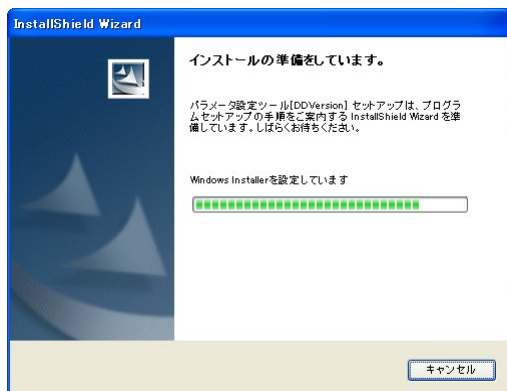 InstallShield Wizard
インストールの準備をしています。
パラメータ設定ツール[DDVersion] セットアップは、プログラ
ムセットアップの手順をご案内する InstallShield Wizard を準
備しています。しばらくお待ちください。
Windows Installerを設定しています
キャンセル